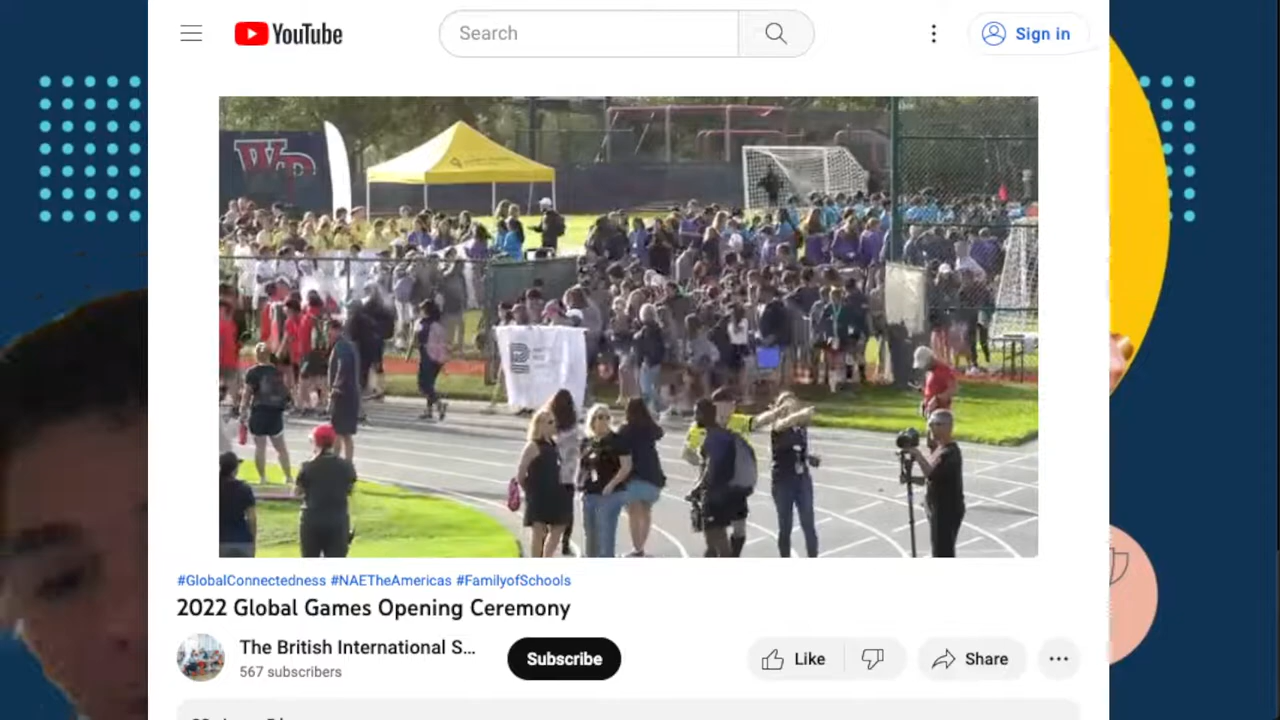 YouTube
Search
Sign in
WP
#GlobalConnectedness #NAETheAmericas #FamilyofSchools
2022 Global Games Opening Ceremony
The British International S...
567 subscribers
Subscribe
Like
Share